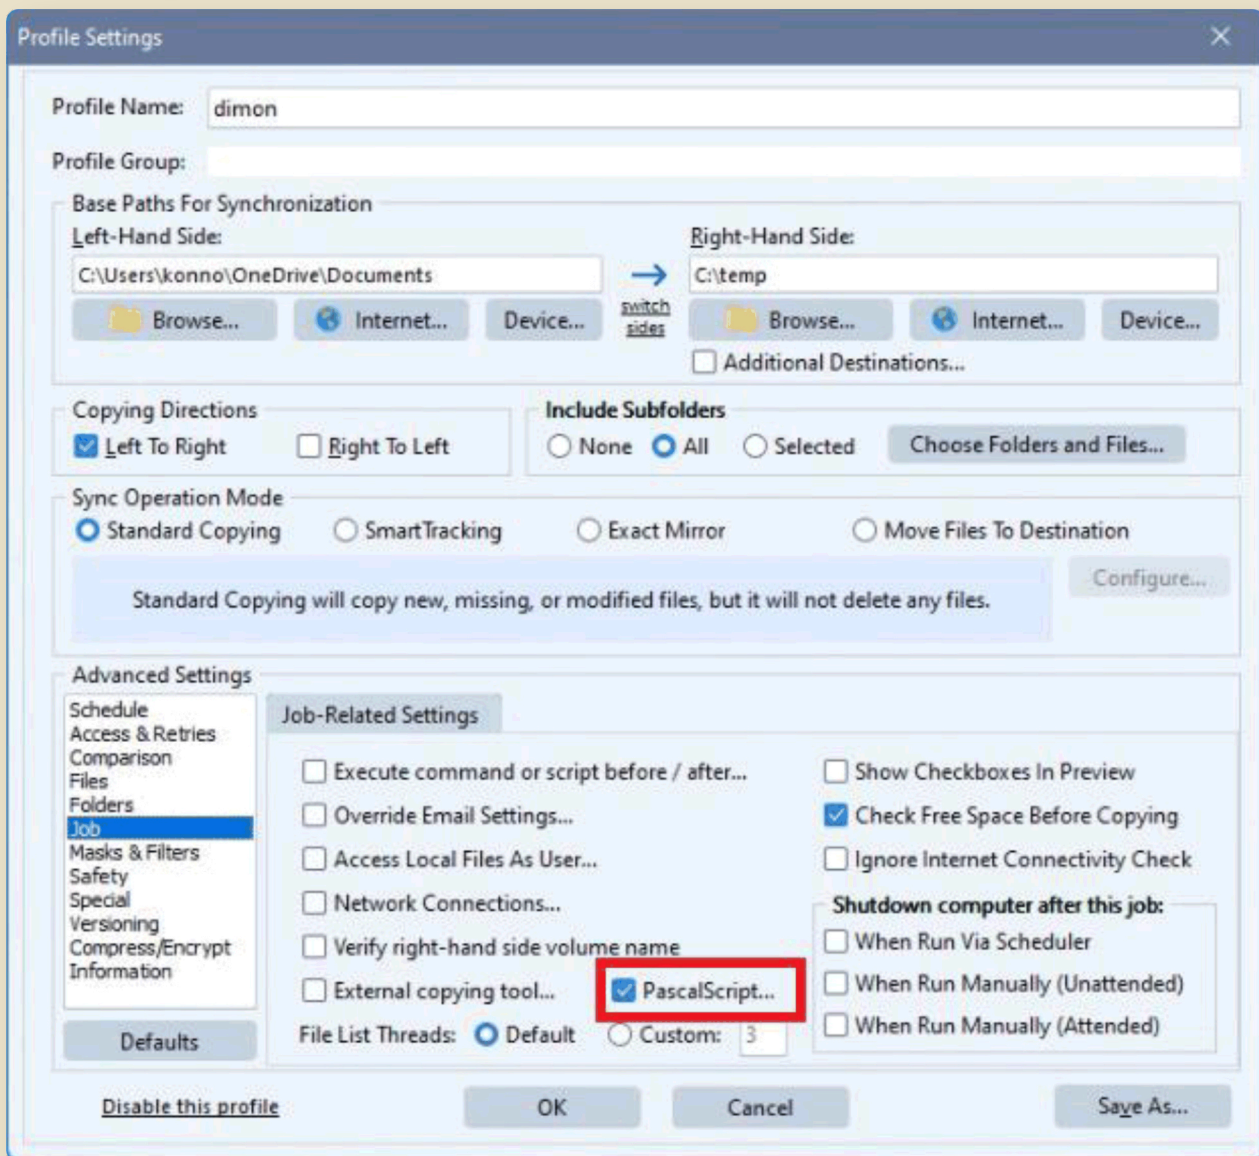 Profile Settings
Profile Name: dimon
Profile Group:
Base Paths For Synchronization
Left-Hand Side: Right-Hand Side:
C:\Users\konno\OneDrive\Documents C:\temp
Browse... Internet... Device... switch sides Browse... Internet... Device...
Additional Destinations...
Copying Directions Include Subfolders
Left To Right Right To Left None All Selected Choose Folders and Files...
Sync Operation Mode
Standard Copying SmartTracking Exact Mirror Move Files To Destination
Configure...
Standard Copying will copy new, missing, or modified files, but it will not delete any files.
Advanced Settings
Schedule
Access & Retries
Comparison
Files
Folders
Job
Masks & Filters
Safety
Special
Versioning
Compress/Encrypt
Information
Defaults
Job-Related Settings
Execute command or script before / after...
Override Email Settings...
Access Local Files As User...
Network Connections...
Verify right-hand side volume name
External copying tool... PascalScript...
File List Threads: Default Custom: 3
Show Checkboxes In Preview
Check Free Space Before Copying
Ignore Internet Connectivity Check
Shutdown computer after this job:
When Run Via Scheduler
When Run Manually (Unattended)
When Run Manually (Attended)
Disable this profile OK Cancel Save As...